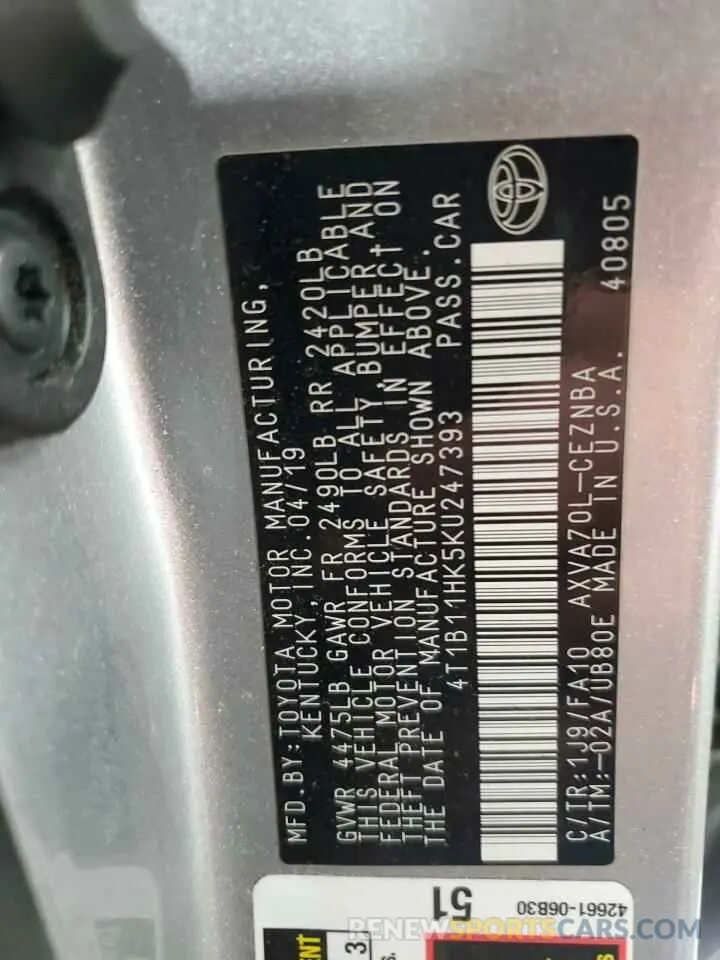 MFD.BY:TOYOTA MOTOR MANUFACTURING,
KENTUCKY,INC.04/19
GVWR 4475LB GAWR FR 2490LB RR 2420LB
THIS VEHICLE CONFORMS TO ALL APPLICABLE
FEDERAL MOTOR VEHICLE SAFETY,BUMPER,AND
THEFT PREVENTION STANDARDS IN EFFECT ON
THE DATE OF MANUFACTURE SHOWN ABOVE.
4T1B11HK5KU247393 PASS.CAR
C/TR:1J9/FA10 AXVA70L-CEZNBA
A/TM:-02A/UB80E MADE IN U.S.A. 40805
51
42661-06B30
RENEWSPORTSCARS.COM